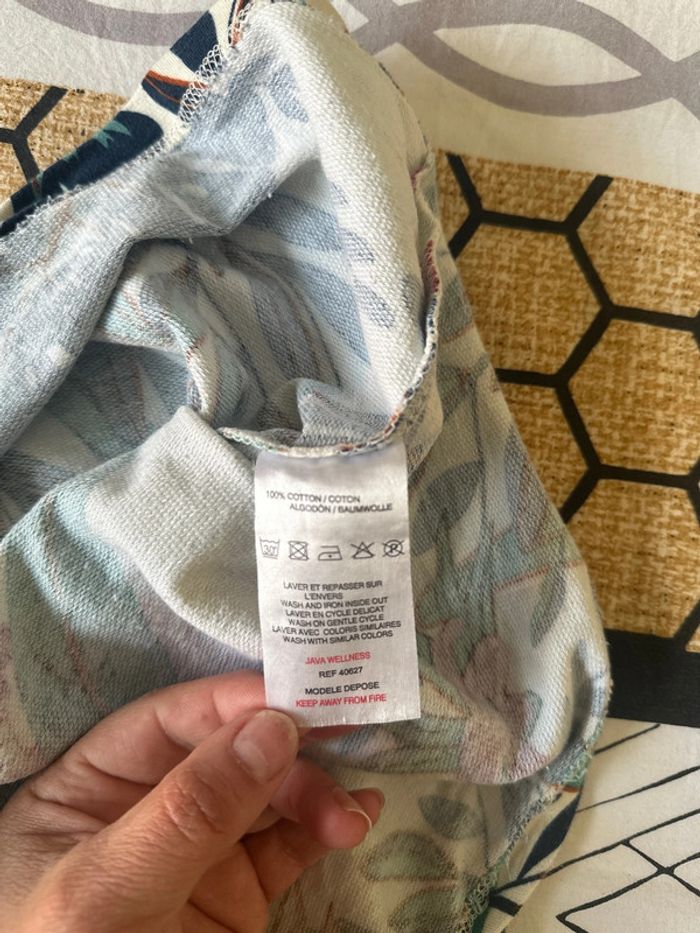 100% COTTON / COTON
ALGODÓN / BAUMWOLLE
30°
LAVER ET REPASSER SUR
L'ENVERS
WASH AND IRON INSIDE OUT
LAVER EN CYCLE DELICAT
WASH ON GENTLE CYCLE
LAVER AVEC COLORIS SIMILAIRES
WASH WITH SIMILAR COLORS
JAVA WELLNESS
REF 40627
MODELE DEPOSE
KEEP AWAY FROM FIRE